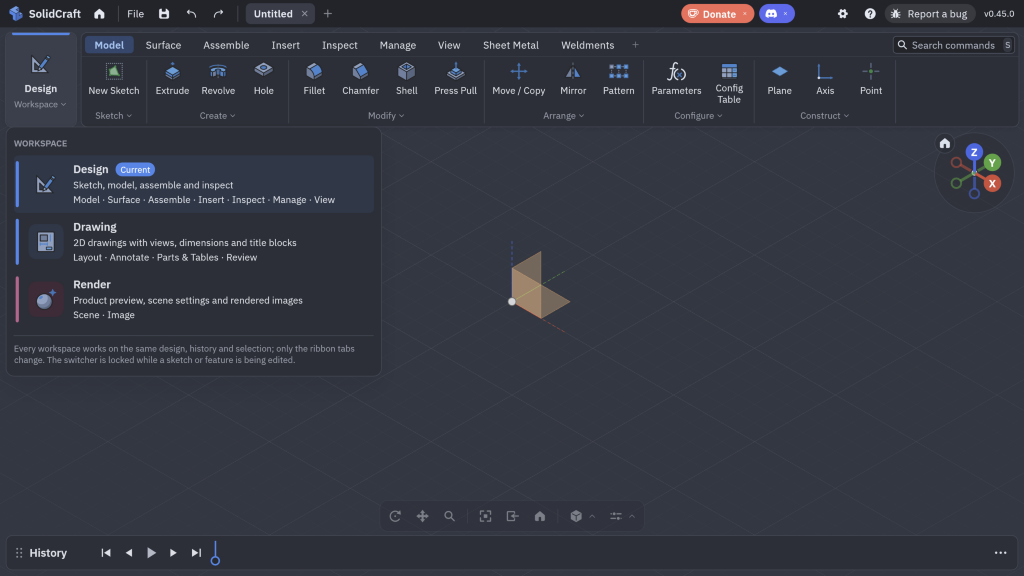 SolidCraft File Untitled Donate Report a bug v0.45.0
Design
Workspace
Model Surface Assemble Insert Inspect Manage View Sheet Metal Weldments Search commands S
New Sketch Extrude Revolve Hole Fillet Chamfer Shell Press Pull Move / Copy Mirror Pattern Parameters Config Table Plane Axis Point
Sketch Create Modify Arrange Configure Construct
WORKSPACE
Design Current
Sketch, model, assemble and inspect
Model · Surface · Assemble · Insert · Inspect · Manage · View
Drawing
2D drawings with views, dimensions and title blocks
Layout · Annotate · Parts & Tables · Review
Render
Product preview, scene settings and rendered images
Scene · Image
Every workspace works on the same design, history and selection; only the ribbon tabs
change. The switcher is locked while a sketch or feature is being edited.
Z
Y
X
History